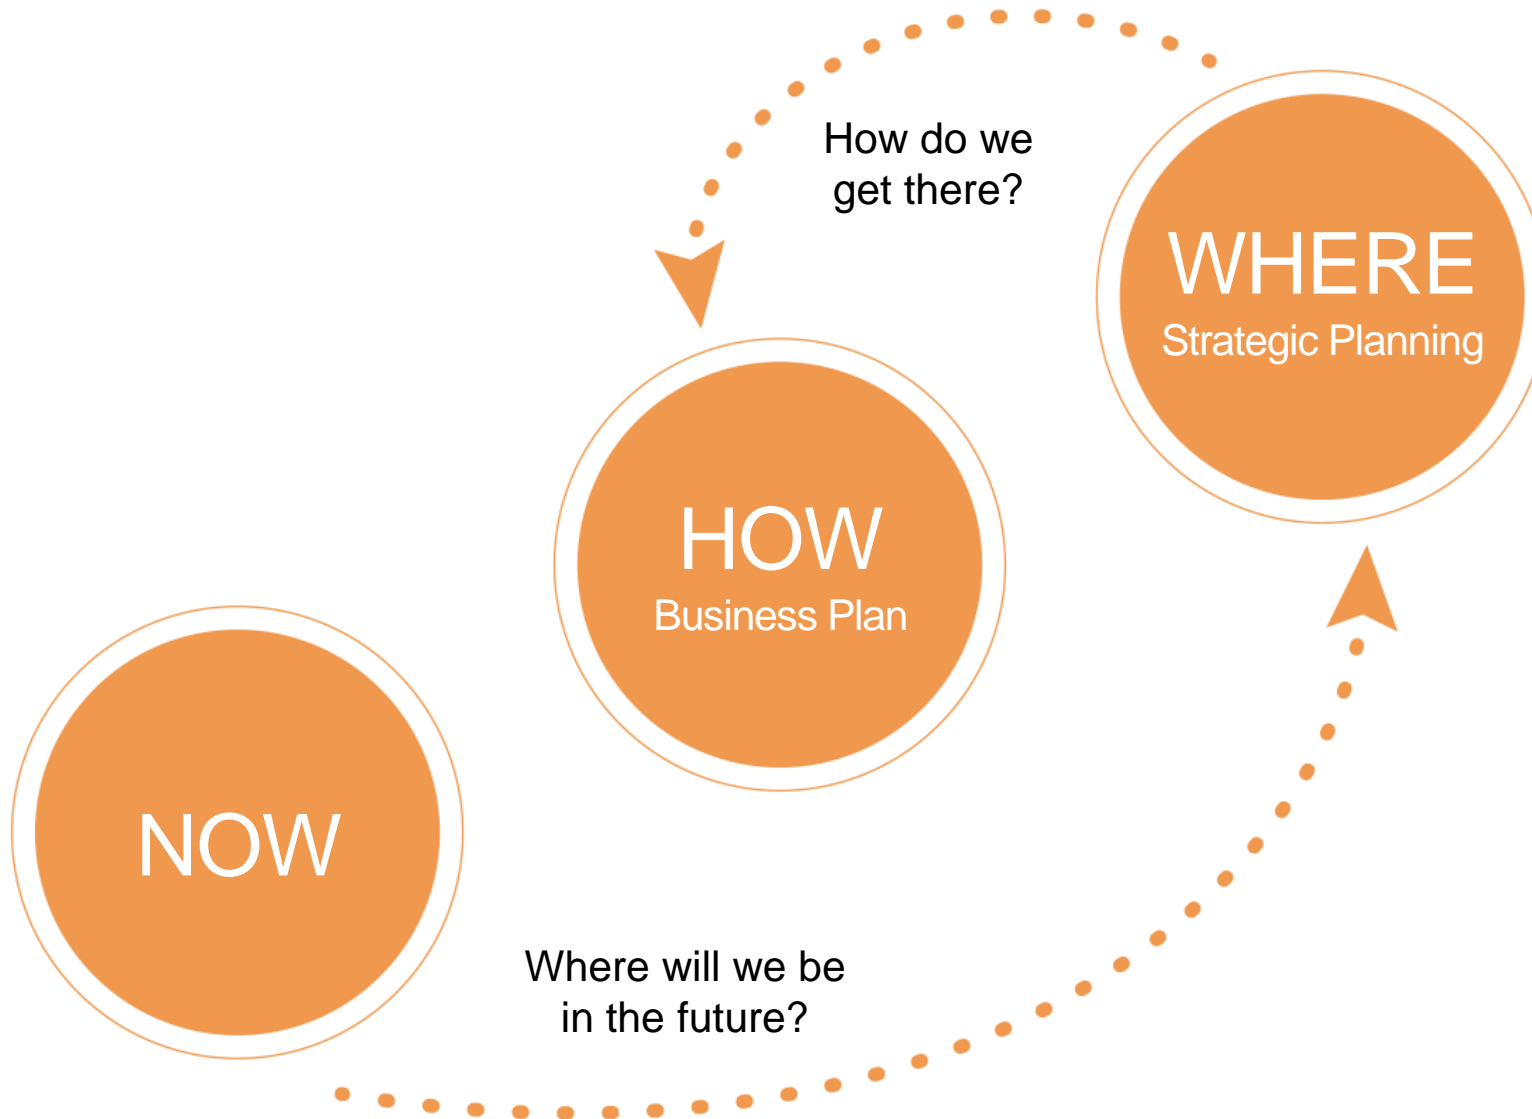 How do we
get there?
WHERE
Strategic Planning
HOW
Business Plan
NOW
Where will we be
in the future?